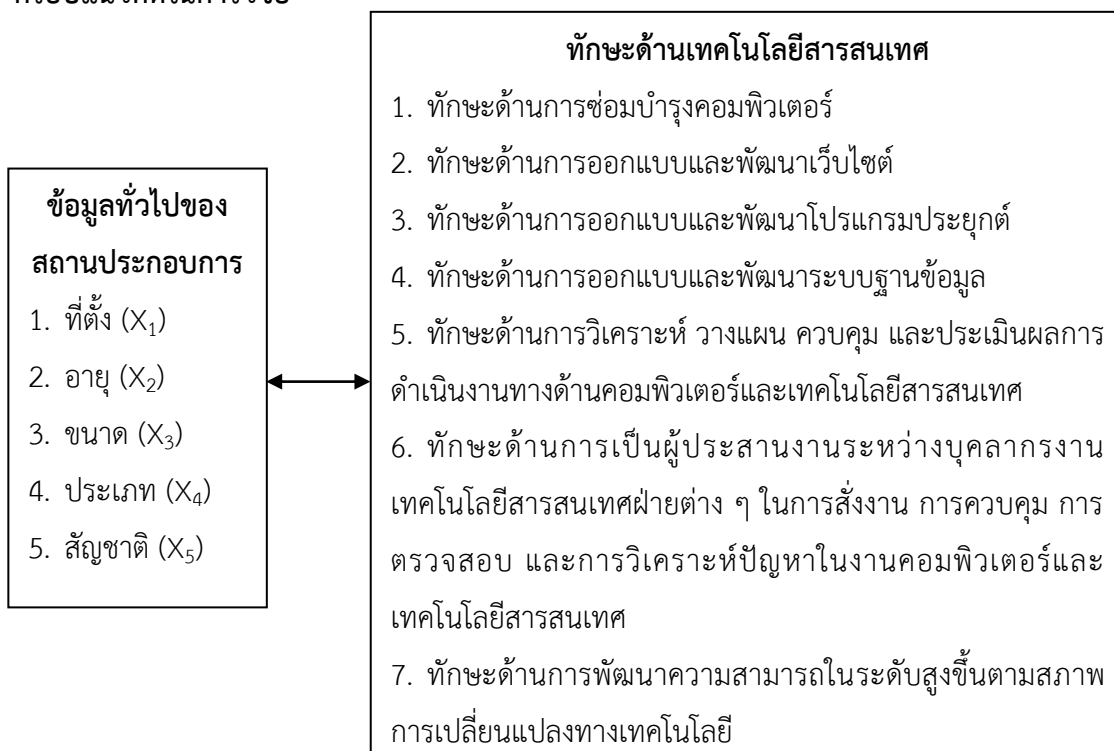 ข้อมูลทั่วไปของ
สถานประกอบการ
1. ที่ตั้ง (X₁)
2. อายุ (X₂)
3. ขนาด (X₃)
4. ประเภท (X₄)
5. สัญชาติ (X₅)
ทักษะด้านเทคโนโลยีสารสนเทศ
1. ทักษะด้านการซ่อมบำรุงคอมพิวเตอร์
2. ทักษะด้านการออกแบบและพัฒนาเว็บไซต์
3. ทักษะด้านการออกแบบและพัฒนาโปรแกรมประยุกต์
4. ทักษะด้านการออกแบบและพัฒนาระบบฐานข้อมูล
5. ทักษะด้านการวิเคราะห์ วางแผน ควบคุม และประเมินผลการ
ดำเนินงานทางด้านคอมพิวเตอร์และเทคโนโลยีสารสนเทศ
6. ทักษะด้านการเป็นผู้ประสานงานระหว่างบุคลากรงาน
เทคโนโลยีสารสนเทศฝ่ายต่าง ๆ ในการสั่งงาน การควบคุม การ
ตรวจสอบ และการวิเคราะห์ปัญหาในงานคอมพิวเตอร์และ
เทคโนโลยีสารสนเทศ
7. ทักษะด้านการพัฒนาความสามารถในระดับสูงขึ้นตามสภาพ
การเปลี่ยนแปลงทางเทคโนโลยี